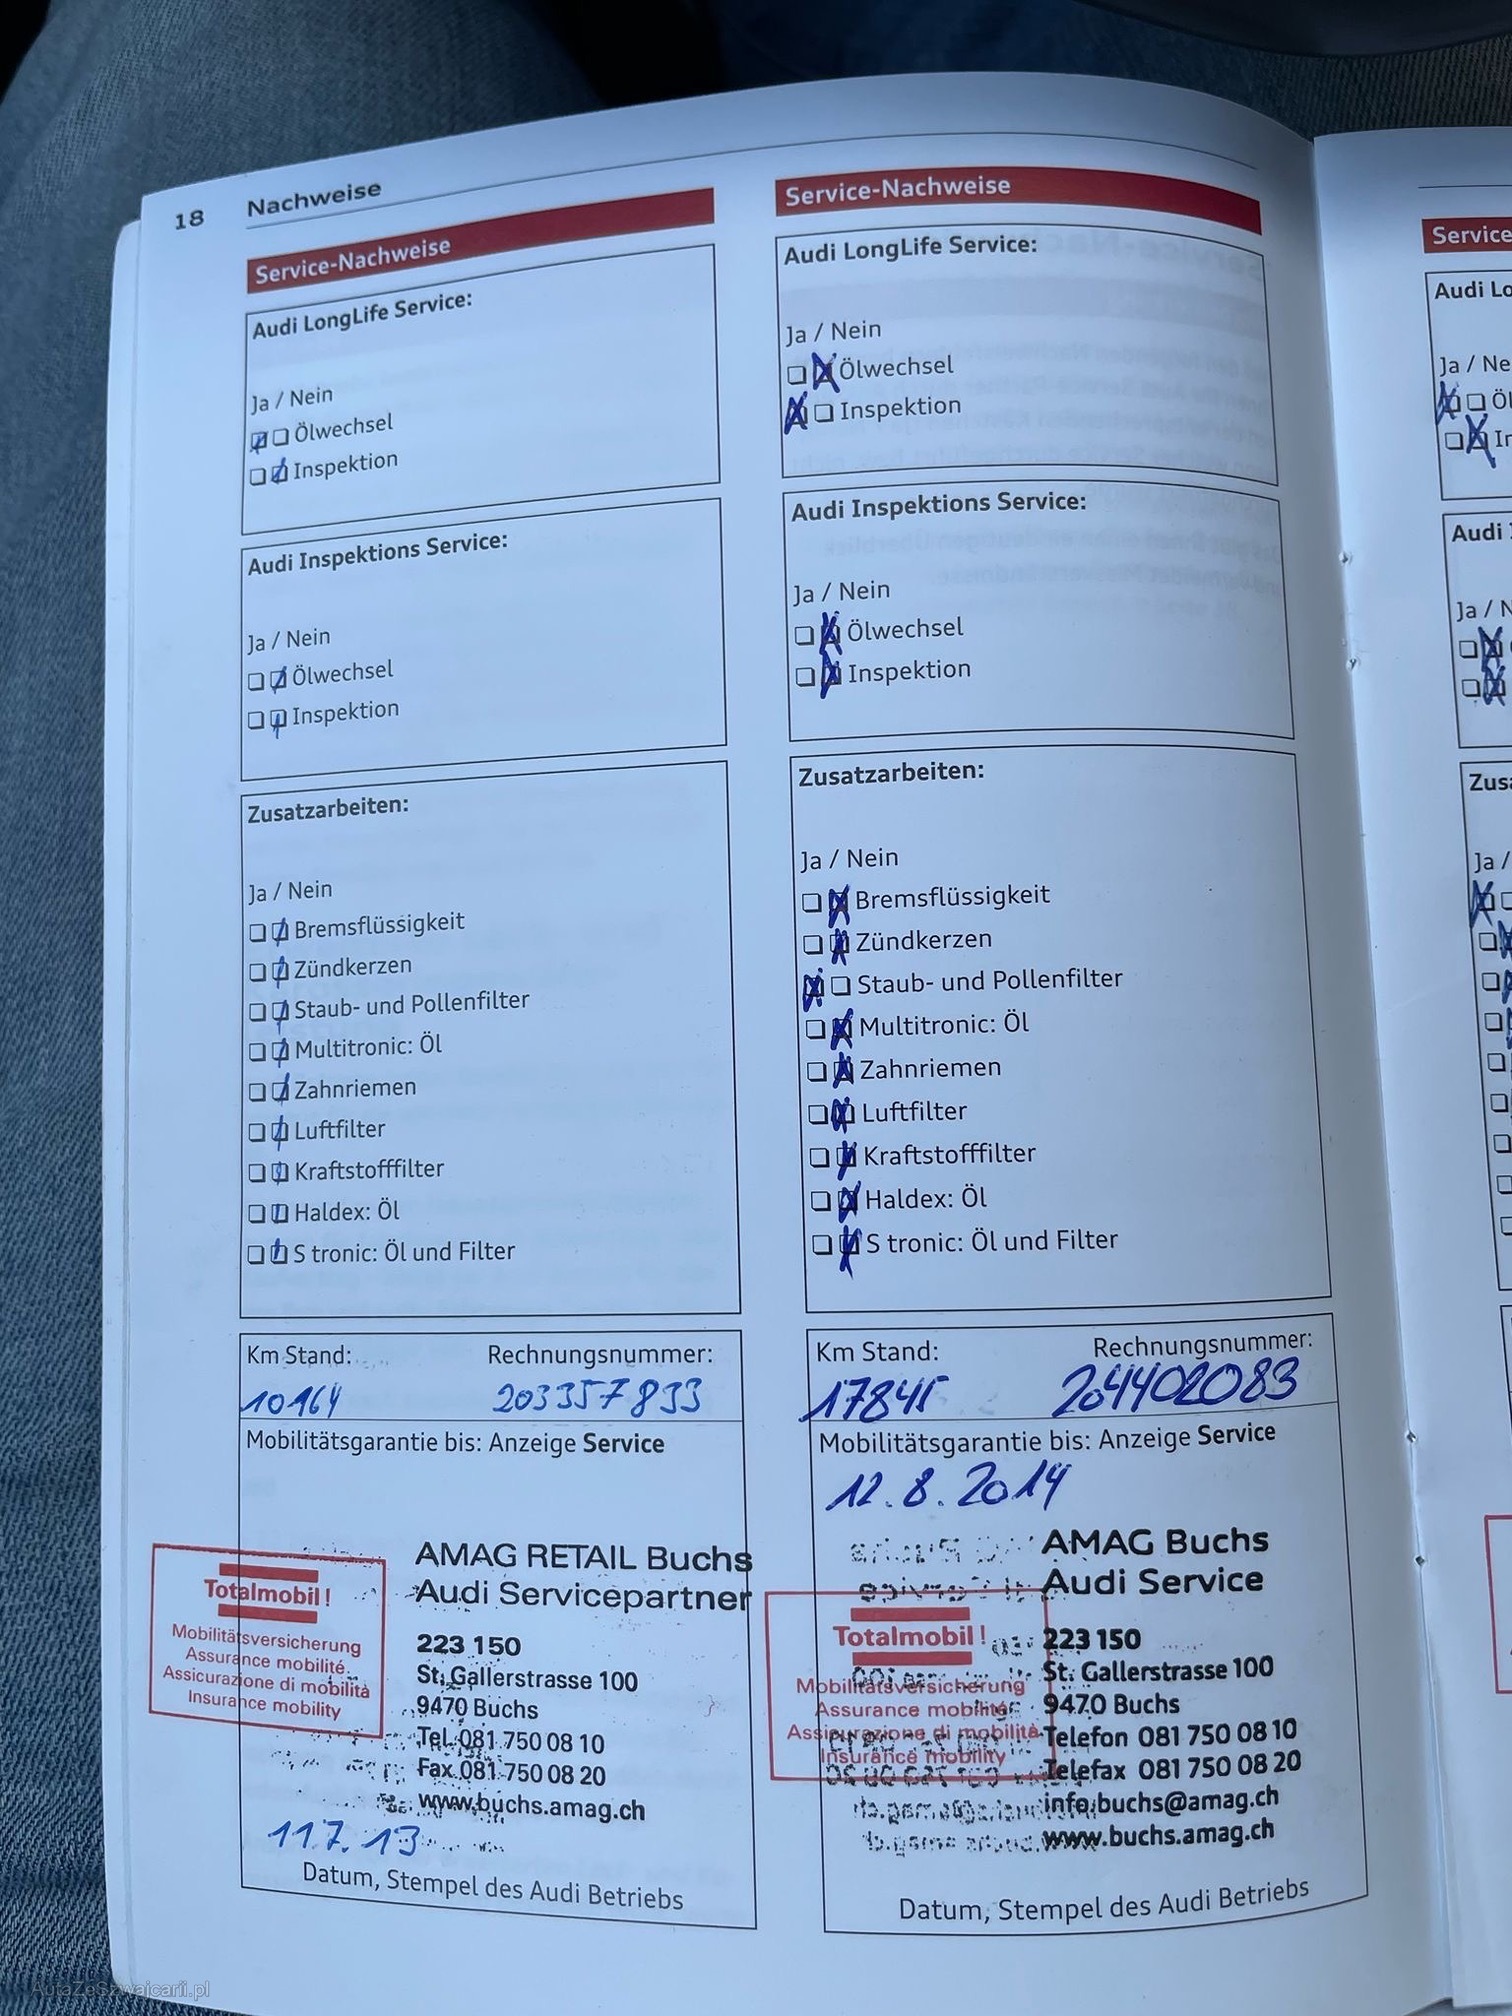 18 Nachweise
Service-Nachweise
Audi LongLife Service:
Ja / Nein
Ölwechsel
Inspektion
Audi Inspektions Service:
Ja / Nein
Ölwechsel
Inspektion
Zusatzarbeiten:
Ja / Nein
Bremsflüssigkeit
Zündkerzen
Staub- und Pollenfilter
Multitronic: Öl
Zahnriemen
Luftfilter
Kraftstofffilter
Haldex: Öl
S tronic: Öl und Filter
Km Stand: Rechnungsnummer:
10164 203357833
Mobilitätsgarantie bis: Anzeige Service
AMAG RETAIL Buchs
Audi Servicepartner
223 150
St. Gallerstrasse 100
9470 Buchs
Tel. 081 750 08 10
Fax 081 750 08 20
www.buchs.amag.ch
Totalmobil!
Mobilitätsversicherung
Assurance mobilité
Assicurazione di mobilità
Insurance mobility
11.7.13
Datum, Stempel des Audi Betriebs
Service-Nachweise
Audi LongLife Service:
Ja / Nein
Ölwechsel
Inspektion
Audi Inspektions Service:
Ja / Nein
Ölwechsel
Inspektion
Zusatzarbeiten:
Ja / Nein
Bremsflüssigkeit
Zündkerzen
Staub- und Pollenfilter
Multitronic: Öl
Zahnriemen
Luftfilter
Kraftstofffilter
Haldex: Öl
S tronic: Öl und Filter
Km Stand: Rechnungsnummer:
17845 204402083
Mobilitätsgarantie bis: Anzeige Service
12.8.2014
AMAG Buchs
Audi Service
223 150
St. Gallerstrasse 100
9470 Buchs
Telefon 081 750 08 10
Telefax 081 750 08 20
info.buchs@amag.ch
www.buchs.amag.ch
Totalmobil!
Mobilitätsversicherung
Assurance mobilité
Assicurazione di mobilità
Insurance mobility
Datum, Stempel des Audi Betriebs
Service
Audi
Ja / Ne
Audi
Ja / N
Ja /
AutaZeSzwajcarii.pl